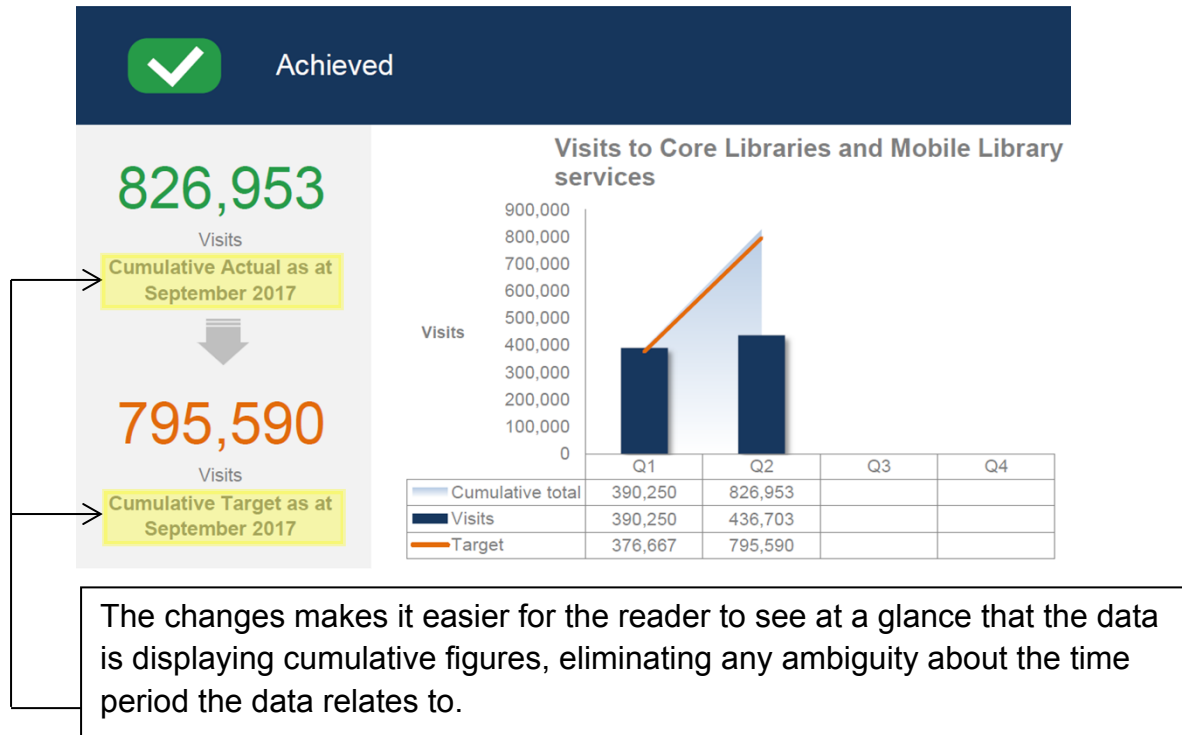 Achieved
826,953
Visits
Cumulative Actual as at
September 2017
795,590
Visits
Cumulative Target as at
September 2017
Visits to Core Libraries and Mobile Library
services
Visits
900,000
800,000
700,000
600,000
500,000
400,000
300,000
200,000
100,000
0
Q1 Q2 Q3 Q4
Cumulative total 390,250 826,953
Visits 390,250 436,703
Target 376,667 795,590
The changes makes it easier for the reader to see at a glance that the data
is displaying cumulative figures, eliminating any ambiguity about the time
period the data relates to.